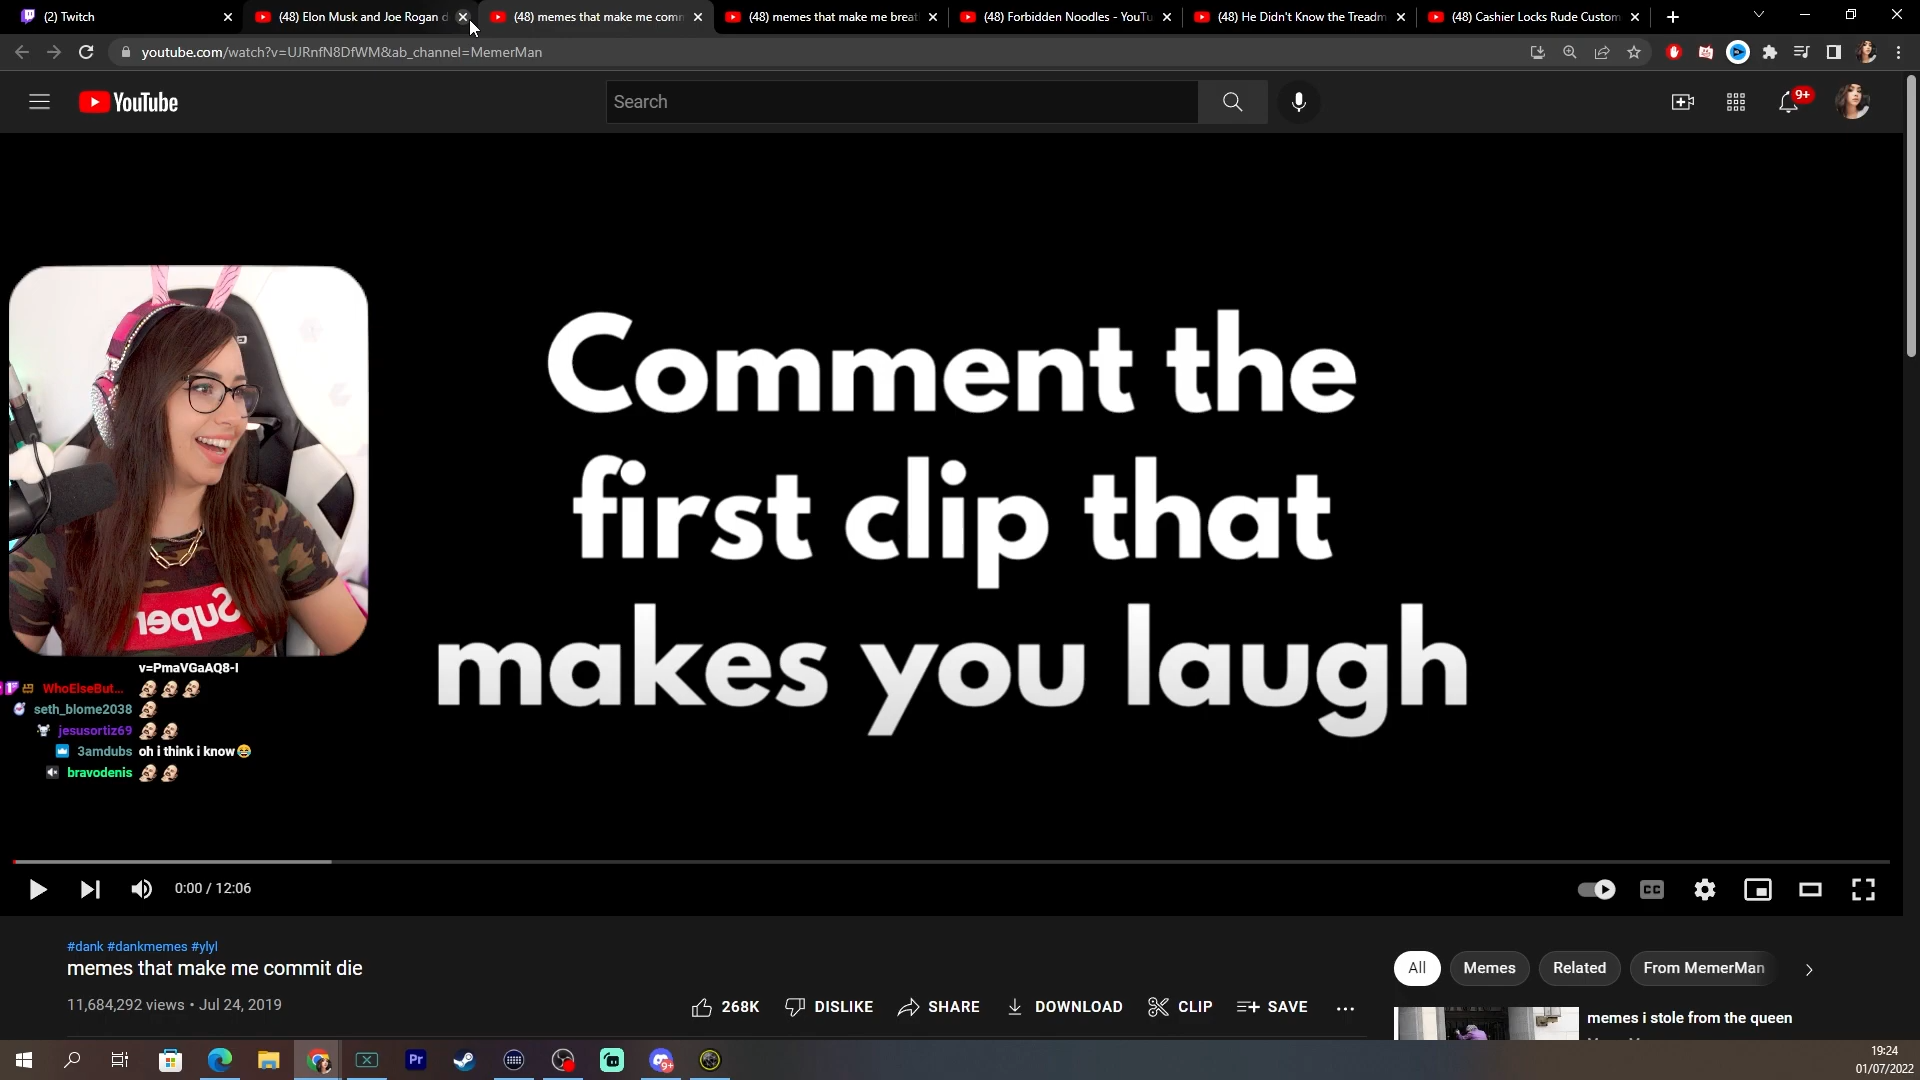 (2) Twitch
(48) Elon Musk and Joe Rogan d
(48) memes that make me comm
(48) memes that make me breat
(48) Forbidden Noodles - YouTu
(48) He Didn't Know the Treadm
(48) Cashier Locks Rude Custom
youtube.com/watch?v=UJRnfN8DfWM&ab_channel=MemerMan
YouTube
Search
9+
Comment the
first clip that
makes you laugh
Super
v=PmaVGaAQ8-I
WhoElseBut...
seth_blome2038
jesusortiz69
3amdubs oh i think i know😂
bravodenis
0:00 / 12:06
CC
#dank #dankmemes #ylyl
memes that make me commit die
11,684,292 views • Jul 24, 2019
268K
DISLIKE
SHARE
DOWNLOAD
CLIP
SAVE
All
Memes
Related
From MemerMan
memes i stole from the queen
Pr
9+
19:24
01/07/2022